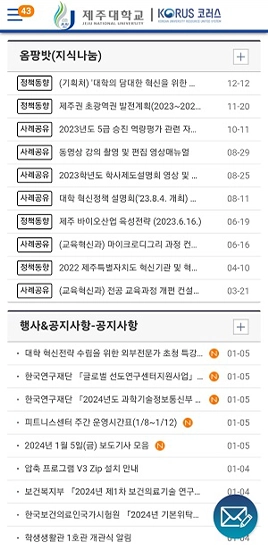 43
제주대학교
JEJU NATIONAL UNIVERSITY
KORUS 코러스
옴팡밧(지식나눔)
정책동향 (기획처) '대학의 담대한 혁신을 위한 ... 12-12
정책동향 제주권 초광역권 발전계획(2023~202... 11-20
사례공유 2023년도 5급 승진 역량평가 관련 자... 10-11
사례공유 동영상 강의 촬영 및 편집 영상매뉴얼 08-29
사례공유 2023학년도 학사제도설명회 영상 및 ... 08-25
사례공유 대학 혁신정책 설명회('23.8.4. 개최) ... 08-11
정책동향 제주 바이오산업 육성전략 (2023.6.16.) 06-19
사례공유 (교육혁신과) 마이크로디그리 과정 컨... 06-16
정책동향 2022 제주특별자치도 혁신기관 및 혁... 04-10
사례공유 (교육혁신과) 전공 교육과정 개편 컨설... 03-21
행사&공지사항-공지사항
대학 혁신전략 수립을 위한 외부전문가 초청 특강... N 01-05
한국연구재단 「글로벌 선도연구센터지원사업」... N 01-05
한국연구재단 「2024년도 과학기술정보통신부 ... N 01-05
피트니스센터 주간 운영시간표(1/8~1/12) N 01-05
2024년 1월 5일(금) 보도기사 모음 N 01-05
압축 프로그램 V3 Zip 설치 안내 01-04
보건복지부 「2024년 제1차 보건의료기술 연구... 01-04
한국보건의료인국가시험원 「2024년 기본위탁...
학생생활관 1호관 개관식 알림 01-04